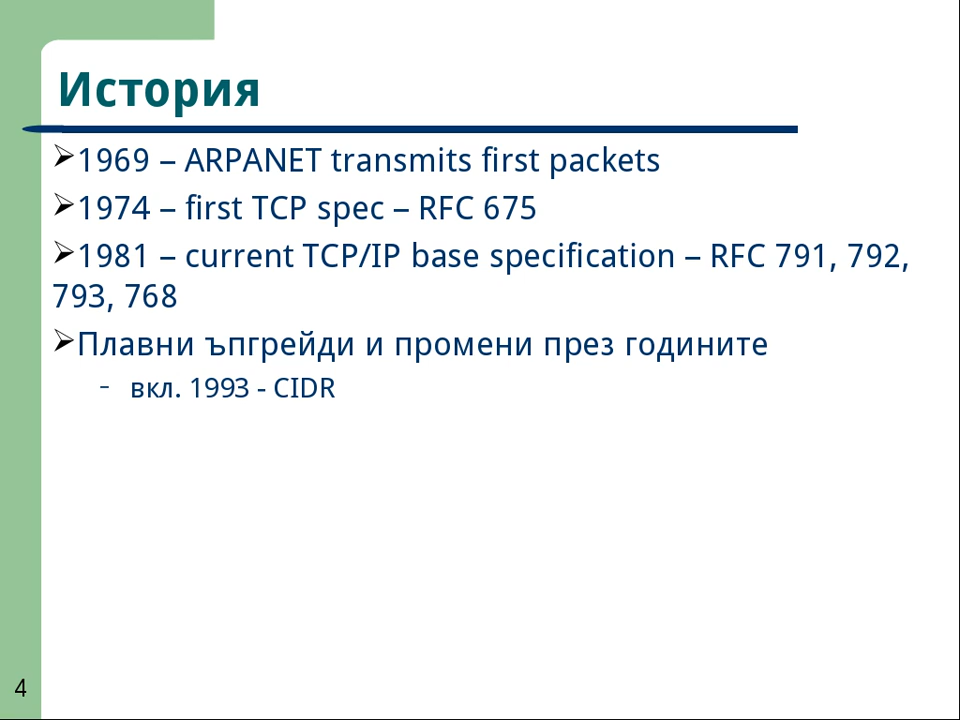 История
➢1969 – ARPANET transmits first packets
➢1974 – first TCP spec – RFC 675
➢1981 – current TCP/IP base specification – RFC 791, 792,
793, 768
➢Плавни ъпгрейди и промени през годините
– вкл. 1993 - CIDR
4